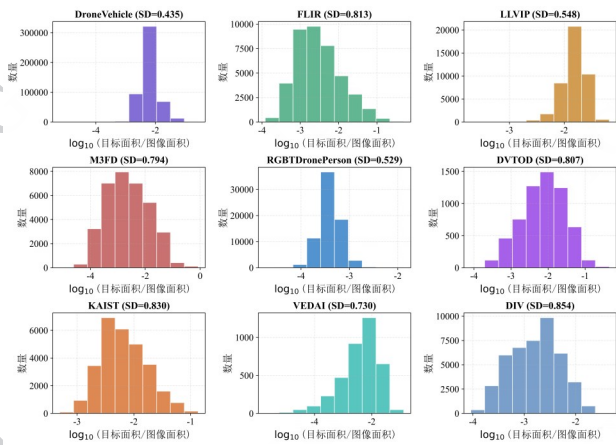 DroneVehicle (SD=0.435) FLIR (SD=0.813) LLVIP (SD=0.548)
数量 300000 200000 100000 0 数量 10000 7500 5000 2500 0 数量 20000 15000 10000 5000 0
-4 -2 -4 -3 -2 -1 -3 -2
log₁₀ (目标面积/图像面积) log₁₀ (目标面积/图像面积) log₁₀ (目标面积/图像面积)
M3FD (SD=0.794) RGBTDronePerson (SD=0.529) DVTOD (SD=0.807)
数量 8000 6000 4000 2000 0 数量 30000 20000 10000 0 数量 1500 1000 500 0
-4 -2 0 -4 -3 -2 -4 -3 -2 -1
log₁₀ (目标面积/图像面积) log₁₀ (目标面积/图像面积) log₁₀ (目标面积/图像面积)
KAIST (SD=0.830) VEDAI (SD=0.730) DIV (SD=0.854)
数量 6000 4000 2000 0 数量 1000 500 0 数量 10000 7500 5000 2500 0
-3 -2 -1 -4 -2 -4 -3 -2
log₁₀ (目标面积/图像面积) log₁₀ (目标面积/图像面积) log₁₀ (目标面积/图像面积)